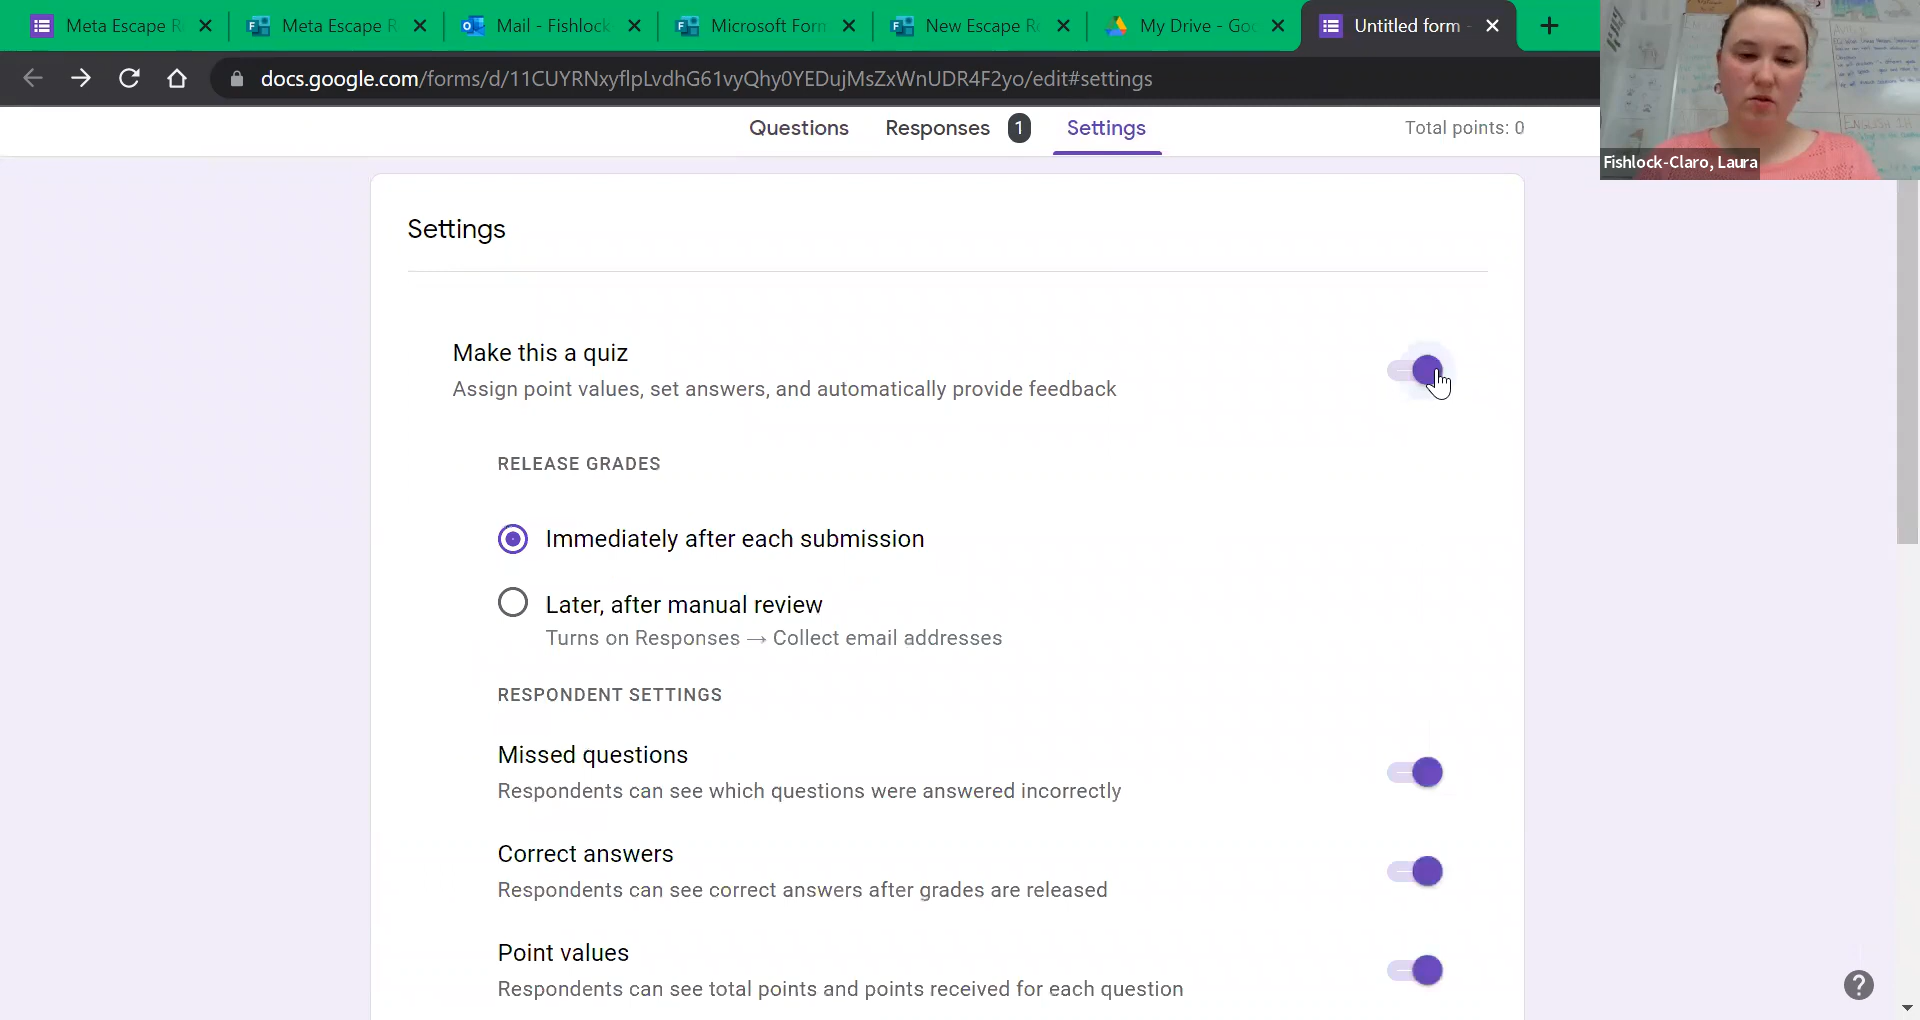 Meta Escape R
Meta Escape R
Mail - Fishlock
Microsoft Form
New Escape Ro
My Drive - Goo
Untitled form -
docs.google.com/forms/d/11CUYRNxyflpLvdhG61vyQhy0YEDujMsZxWnUDR4F2yo/edit#settings
Questions
Responses 1
Settings
Total points: 0
Fishlock-Claro, Laura
Settings
Make this a quiz
Assign point values, set answers, and automatically provide feedback
RELEASE GRADES
Immediately after each submission
Later, after manual review
Turns on Responses → Collect email addresses
RESPONDENT SETTINGS
Missed questions
Respondents can see which questions were answered incorrectly
Correct answers
Respondents can see correct answers after grades are released
Point values
Respondents can see total points and points received for each question